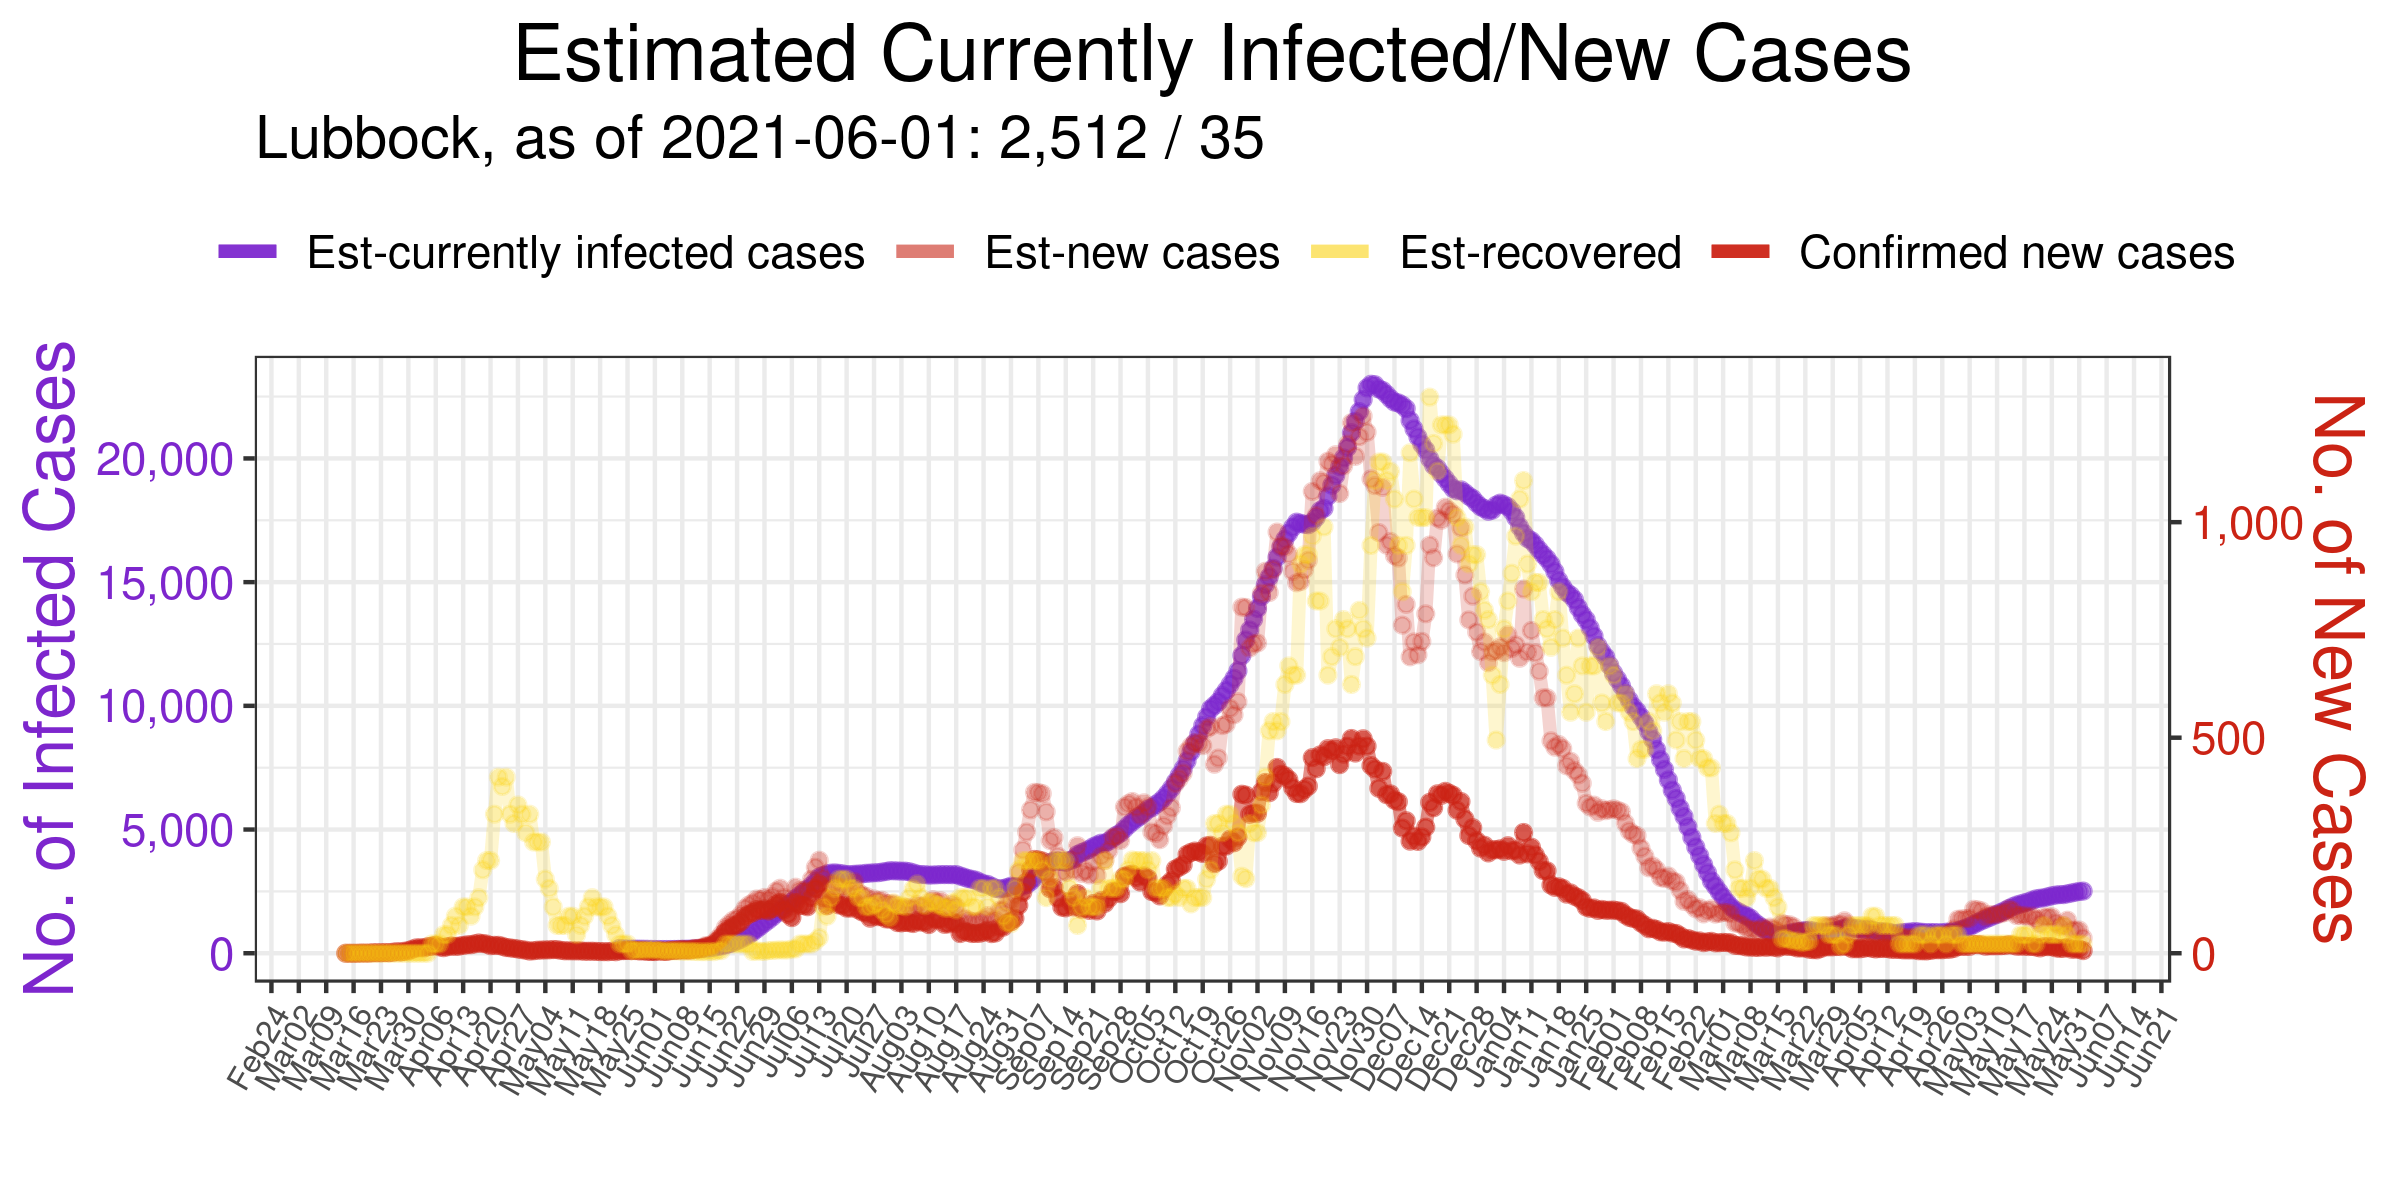 Estimated Currently Infected/New Cases
Lubbock, as of 2021-06-01: 2,512 / 35
Est-currently infected cases Est-new cases Est-recovered Confirmed new cases
No. of Infected Cases
20,000
15,000
10,000
5,000
0
1,000
500
0
No. of New Cases
Feb24 Mar02 Mar09 Mar16 Mar23 Mar30 Apr06 Apr13 Apr20 Apr27 May04 May11 May18 May25 Jun01 Jun08 Jun15 Jun22 Jun29 Jul06 Jul13 Jul20 Jul27 Aug03 Aug10 Aug17 Aug24 Aug31 Sep07 Sep14 Sep21 Sep28 Oct05 Oct12 Oct19 Oct26 Nov02 Nov09 Nov16 Nov23 Nov30 Dec07 Dec14 Dec21 Dec28 Jan04 Jan11 Jan18 Jan25 Feb01 Feb08 Feb15 Feb22 Mar01 Mar08 Mar15 Mar22 Mar29 Apr05 Apr12 Apr19 Apr26 May03 May10 May17 May24 May31 Jun07 Jun14 Jun21